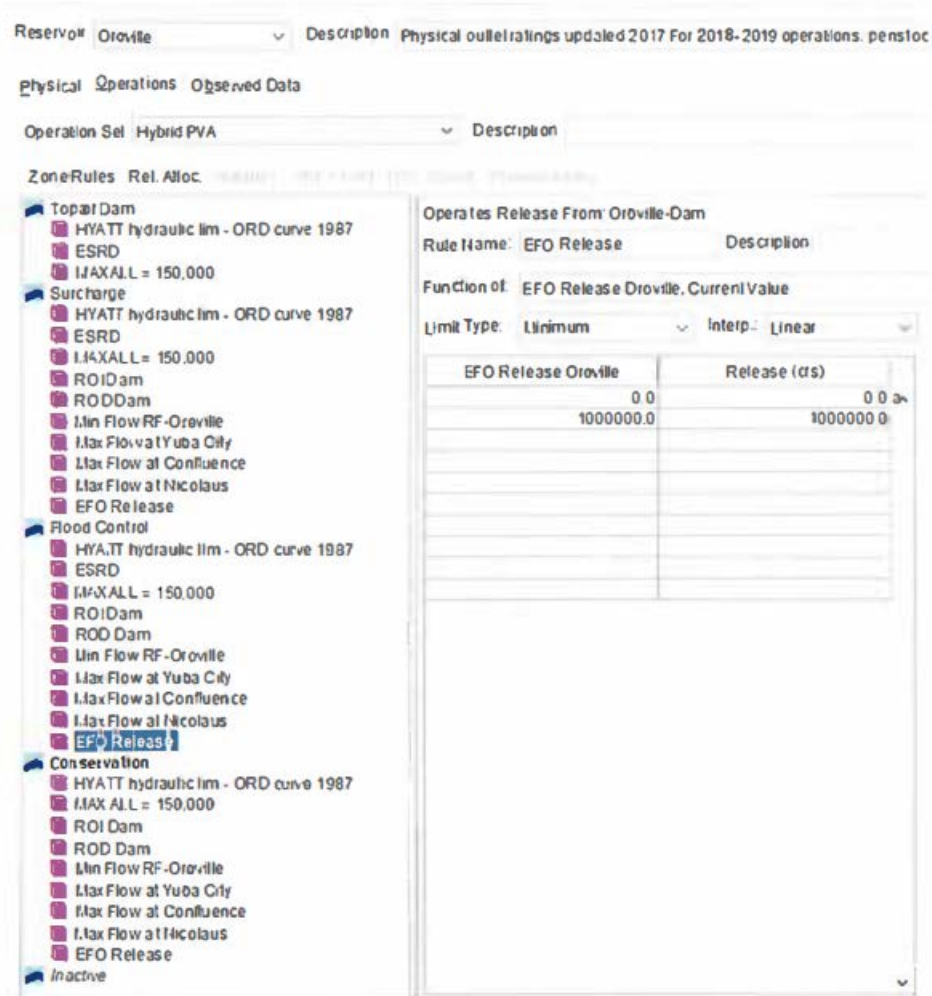 Reservoir Oroville Description Physical outlet ratings updated 2017 For 2018-2019 operations. penstoc
Physical Operations Observed Data
Operation Set Hybrid PVA Description
Zone-Rules Rel. Alloc.
Top of Dam
HYATT hydraulic lim - ORD curve 1987
ESRD
MAXALL = 150,000
Surcharge
HYATT hydraulic lim - ORD curve 1987
ESRD
MAXALL = 150,000
ROIDam
RODDam
Min Flow RF-Oroville
Max Flow at Yuba City
Max Flow at Confluence
Max Flow at Nicolaus
EFO Release
Flood Control
HYATT hydraulic lim - ORD curve 1987
ESRD
MAXALL = 150,000
ROIDam
ROD Dam
Min Flow RF-Oroville
Max Flow at Yuba City
Max Flow at Confluence
Max Flow at Nicolaus
EFO Release
Conservation
HYATT hydraulic lim - ORD curve 1987
MAX ALL = 150,000
ROI Dam
ROD Dam
Min Flow RF-Oroville
Max Flow at Yuba City
Max Flow at Confluence
Max Flow at Nicolaus
EFO Release
Inactive
Operates Release From: Oroville-Dam
Rule Name: EFO Release Description
Function of: EFO Release Oroville, Current Value
Limit Type: Minimum Interp.: Linear
EFO Release Oroville Release (cfs)
0.0 0.0
1000000.0 1000000.0